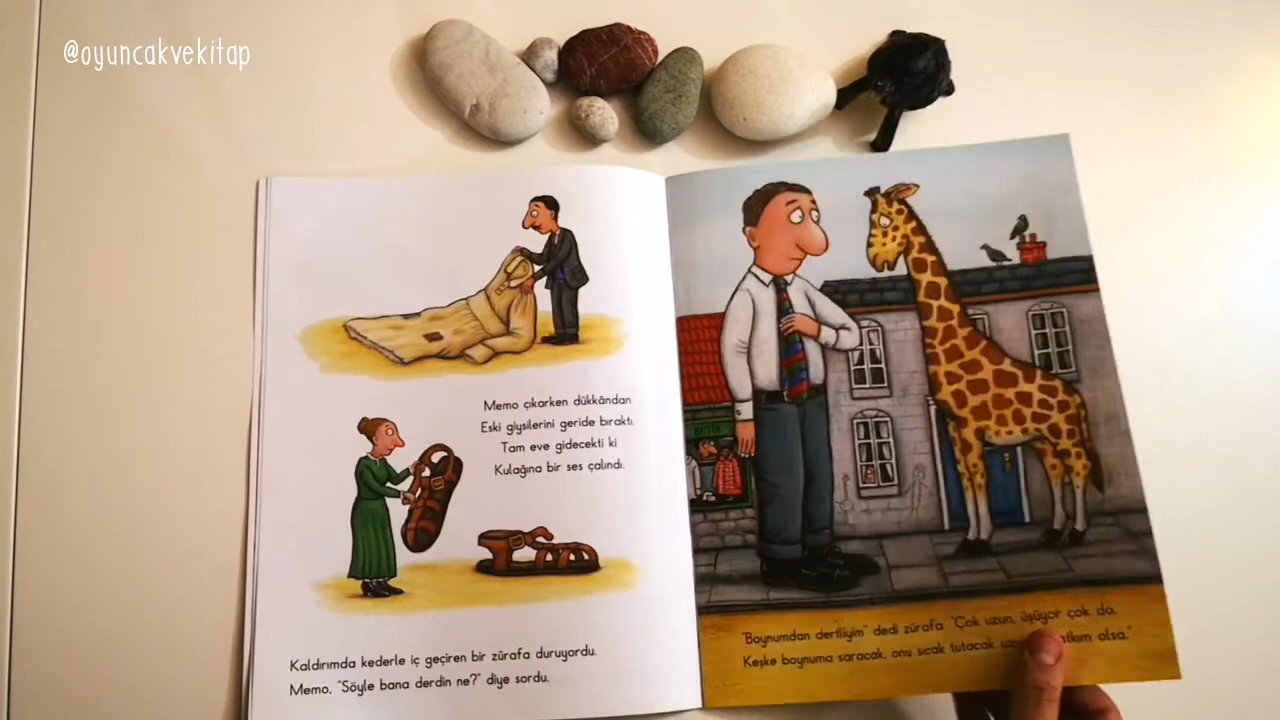 @oyuncakvekitap
Memo çıkarken dükkândan
Eski giysilerini geride bıraktı.
Tam eve gidecekti ki
Kulağına bir ses çalındı.
Kaldırımda kederle iç geçiren bir zürafa duruyordu.
Memo, "Söyle bana derdin ne?" diye sordu.
"Boynumdan dertliyim" dedi zürafa. "Çok uzun, üşüyor çok da.
Keşke boynuma saracak, onu sıcak tutacak olsa."